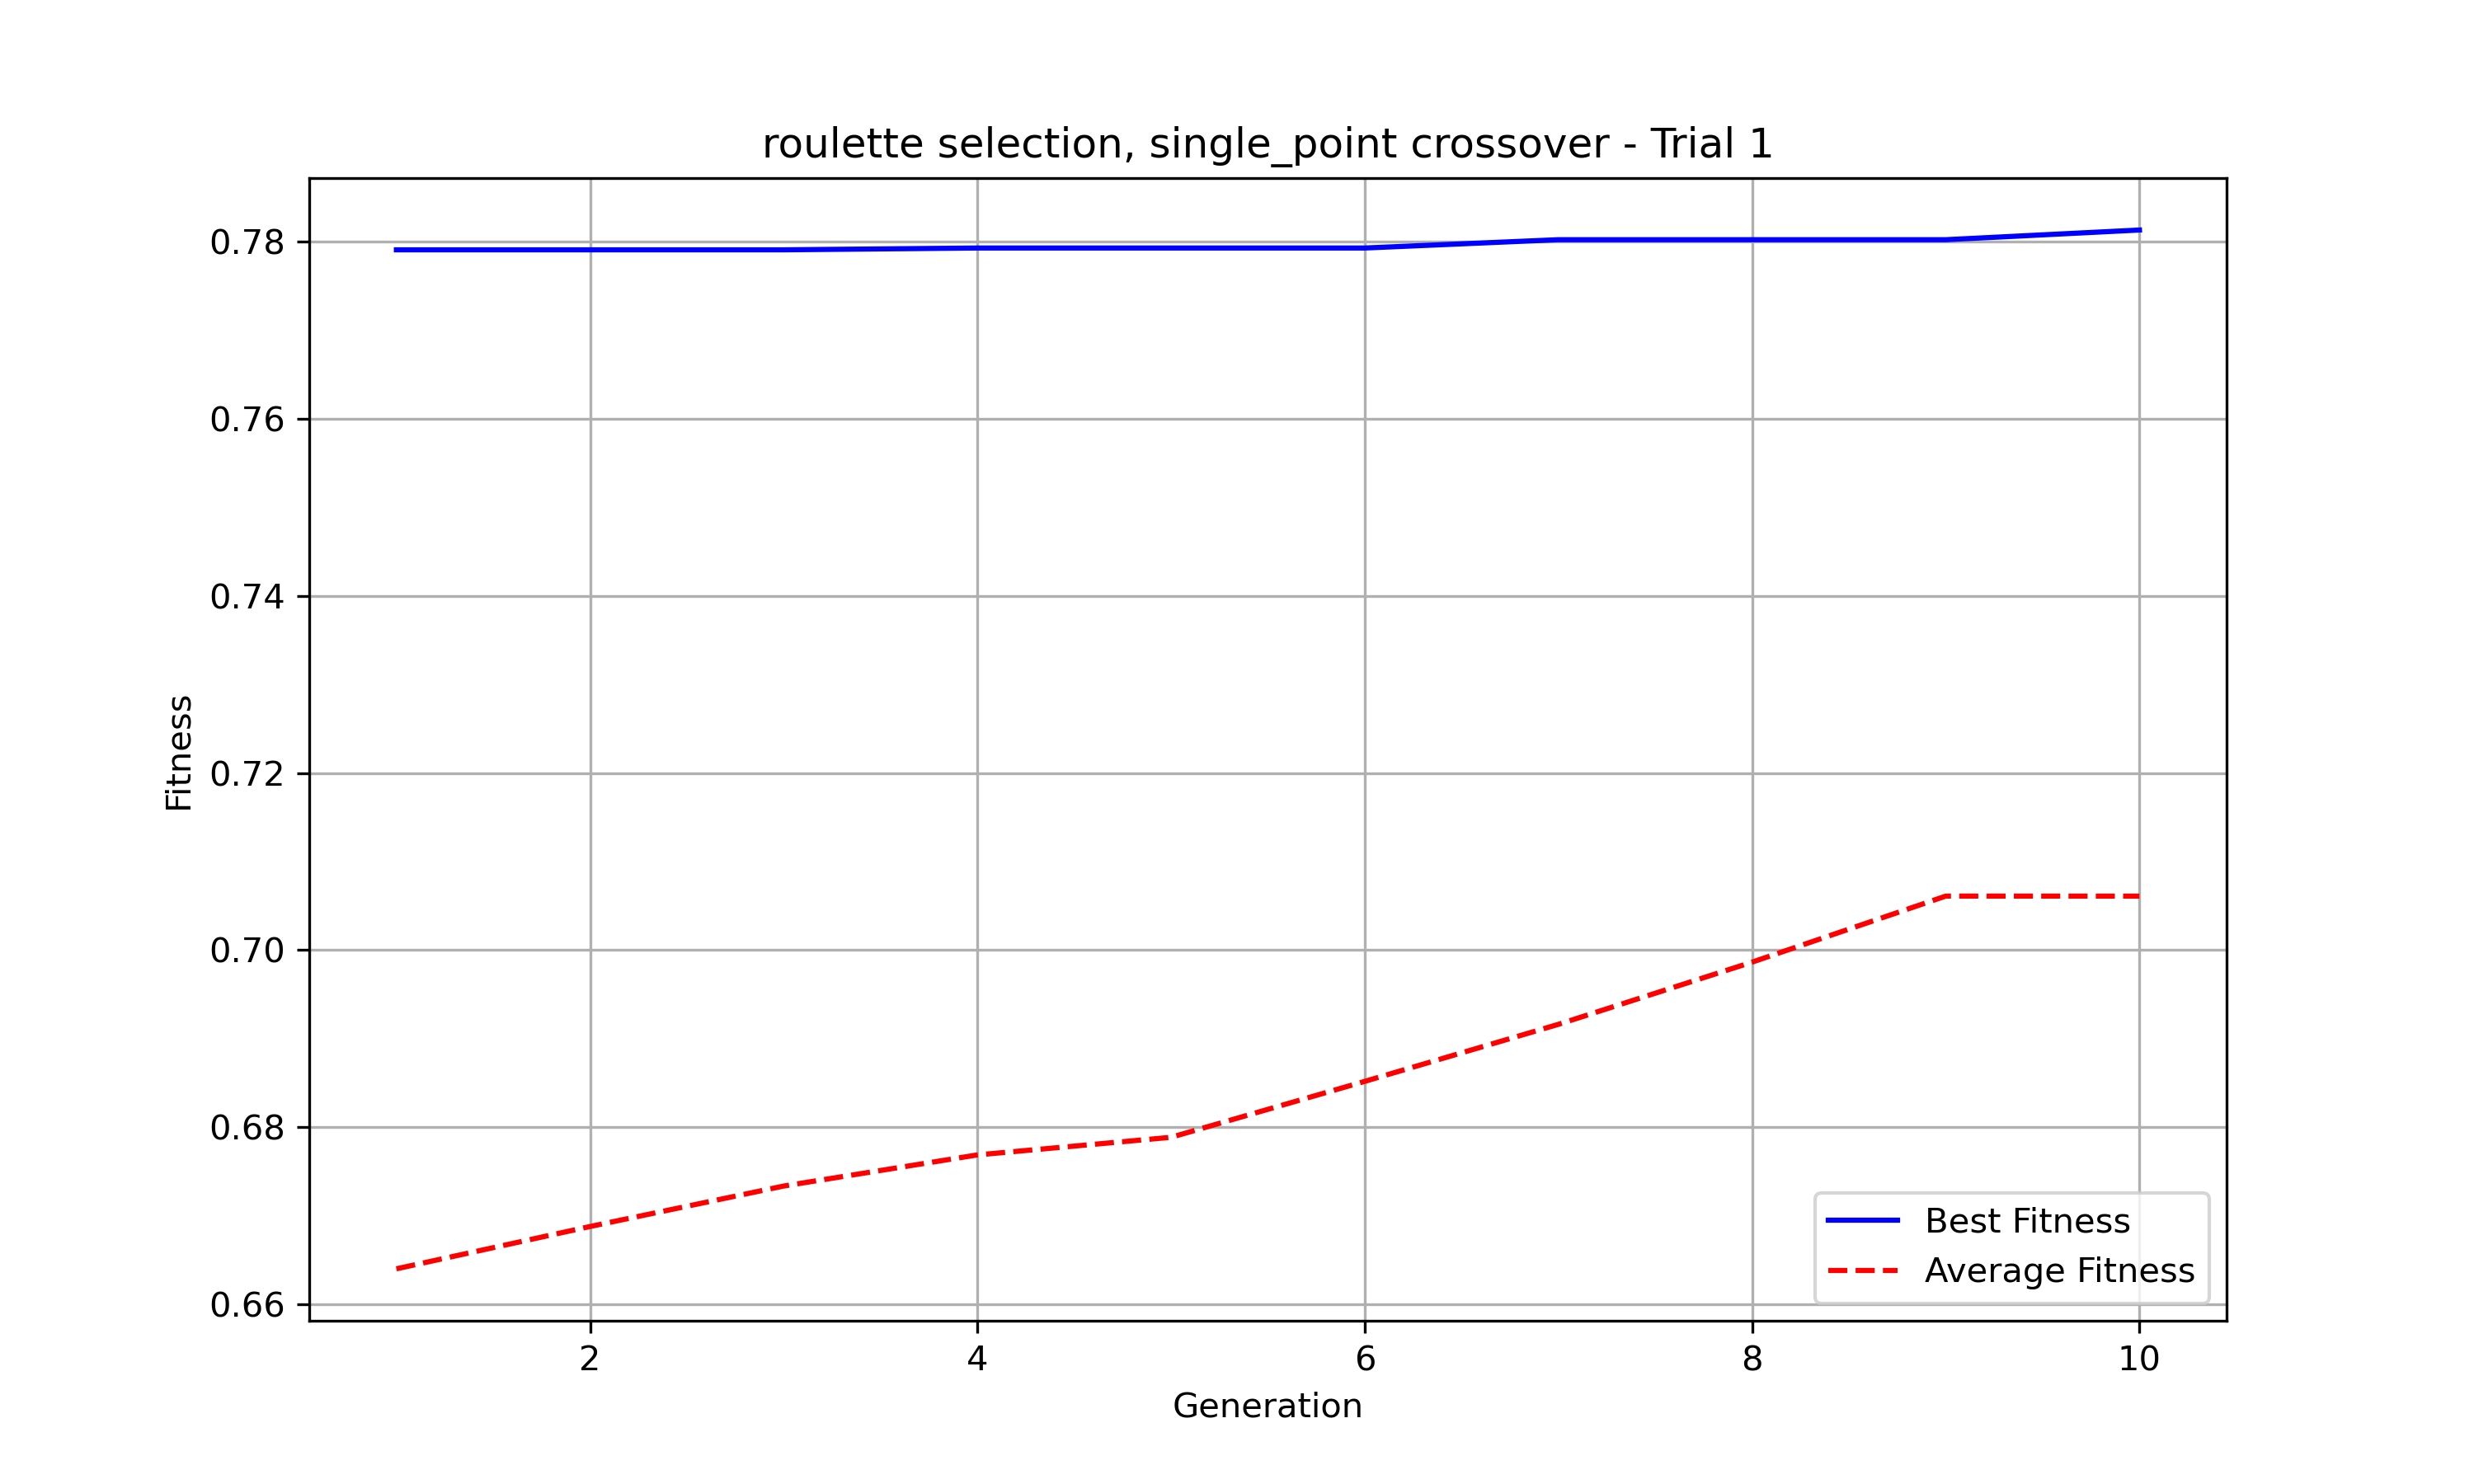 roulette selection, single_point crossover - Trial 1
0.78
0.76
0.74
0.72
0.70
0.68
0.66
Fitness
2 4 6 8 10
Generation
Best Fitness
Average Fitness